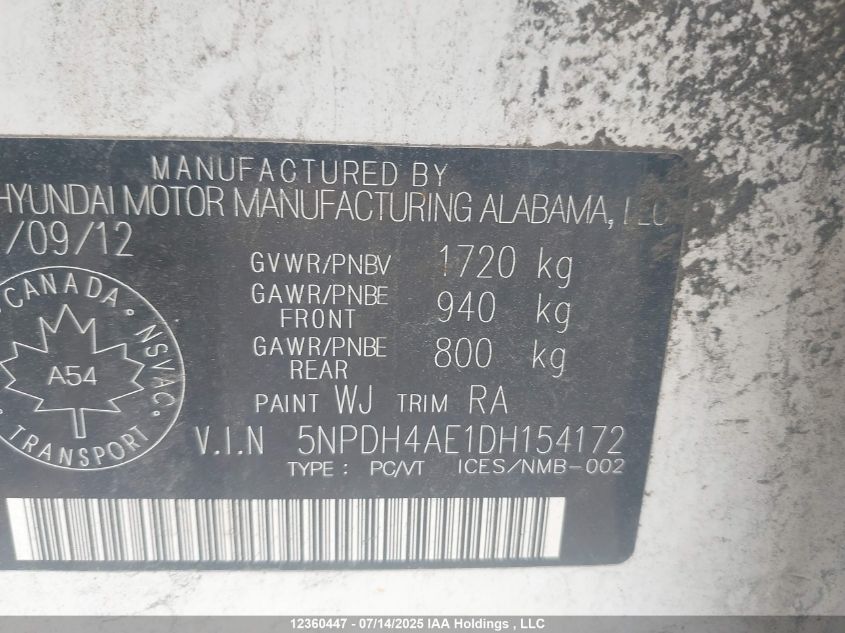 MANUFACTURED BY
HYUNDAI MOTOR MANUFACTURING ALABAMA, LLC
/09/12
GVWR/PNBV 1720 kg
GAWR/PNBE
FRONT 940 kg
GAWR/PNBE
REAR 800 kg
PAINT WJ TRIM RA
V.I.N 5NPDH4AE1DH154172
TYPE : PC/VT ICES/NMB-002
CANADA · NSVAC ·
A54
TRANSPORT
12360447 - 07/14/2025 IAA Holdings , LLC